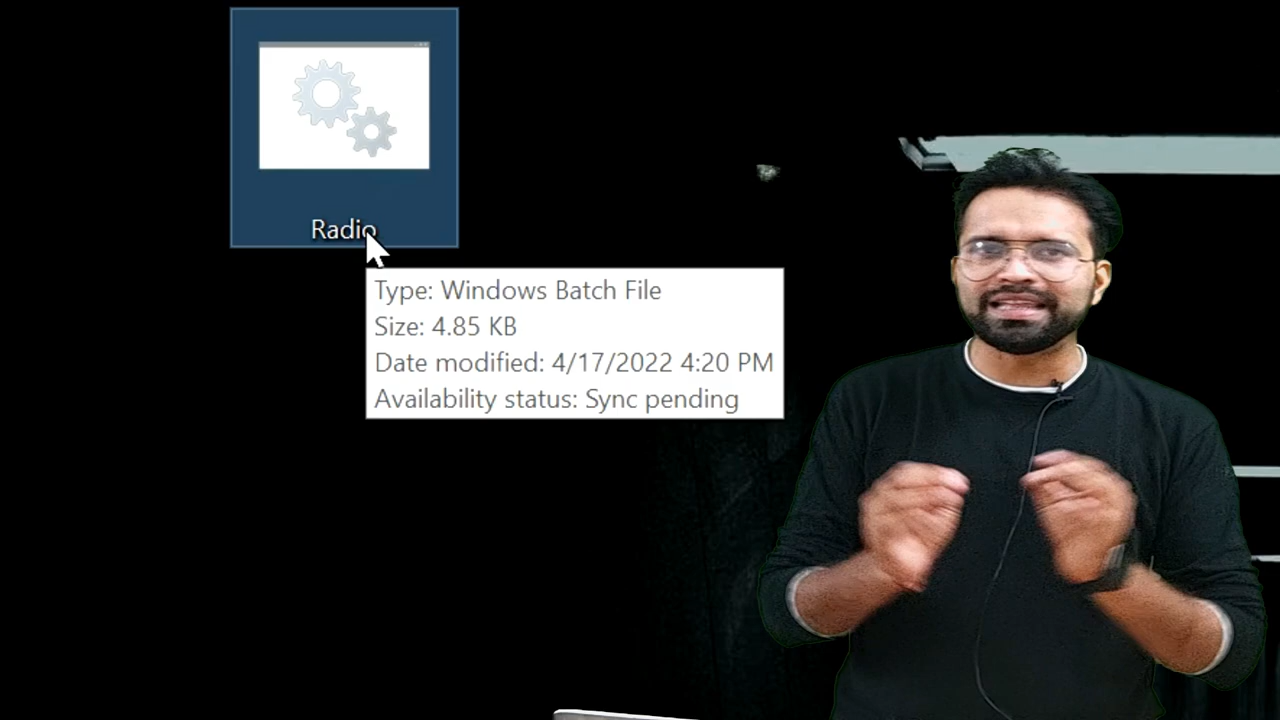 Radio
Type: Windows Batch File
Size: 4.85 KB
Date modified: 4/17/2022 4:20 PM
Availability status: Sync pending